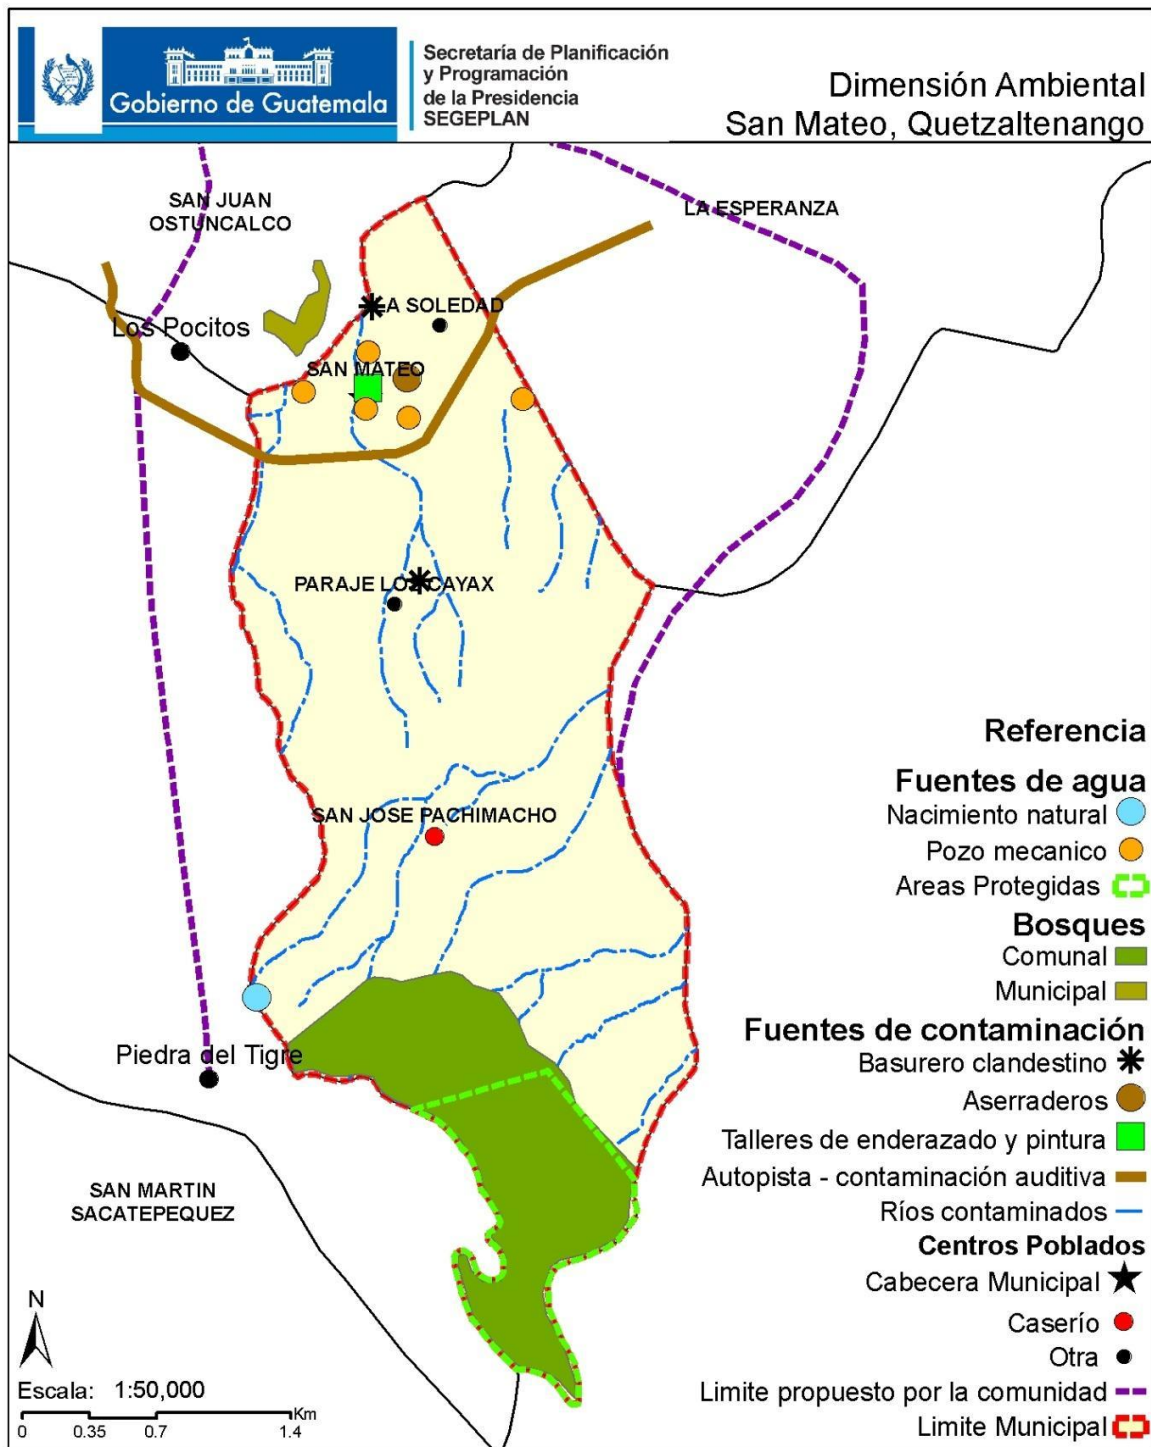 Gobierno de Guatemala
Secretaría de Planificación
y Programación
de la Presidencia
SEGEPLAN
Dimensión Ambiental
San Mateo, Quetzaltenango
SAN JUAN
OSTUNCALCO
LA ESPERANZA
A SOLEDAD
Los Pocitos
SAN MATEO
PARAJE LOS CAYAX
SAN JOSE PACHIMACHO
Piedra del Tigre
SAN MARTIN
SACATEPEQUEZ
Referencia
Fuentes de agua
Nacimiento natural
Pozo mecanico
Areas Protegidas
Bosques
Comunal
Municipal
Fuentes de contaminación
Basurero clandestino
Aserraderos
Talleres de enderazado y pintura
Autopista - contaminación auditiva
Ríos contaminados
Centros Poblados
Cabecera Municipal
Caserío
Otra
Limite propuesto por la comunidad
Limite Municipal
N
Escala: 1:50,000
Km
0 0.35 0.7 1.4